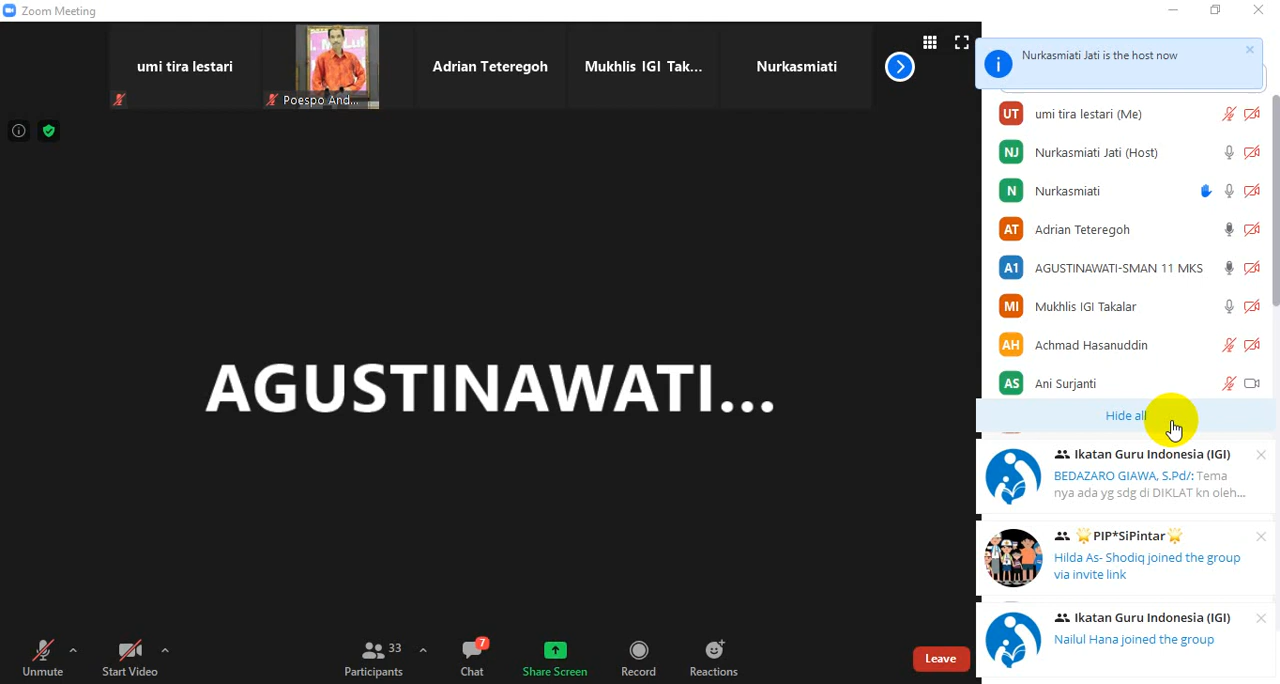 Zoom Meeting
umi tira lestari
Poespo And...
Adrian Teteregoh
Mukhlis IGI Tak...
Nurkasmiati
Nurkasmiati Jati is the host now
UT umi tira lestari (Me)
NJ Nurkasmiati Jati (Host)
N Nurkasmiati
AT Adrian Teteregoh
A1 AGUSTINAWATI-SMAN 11 MKS
MI Mukhlis IGI Takalar
AH Achmad Hasanuddin
AS Ani Surjanti
AGUSTINAWATI...
Hide all
Ikatan Guru Indonesia (IGI)
BEDAZARO GIAWA, S.Pd/: Tema
nya ada yg sdg di DIKLAT kn oleh...
🌟PIP*SiPintar🌟
Hilda As- Shodiq joined the group
via invite link
Ikatan Guru Indonesia (IGI)
Nailul Hana joined the group
Unmute
Start Video
33
Participants
7
Chat
Share Screen
Record
Reactions
Leave